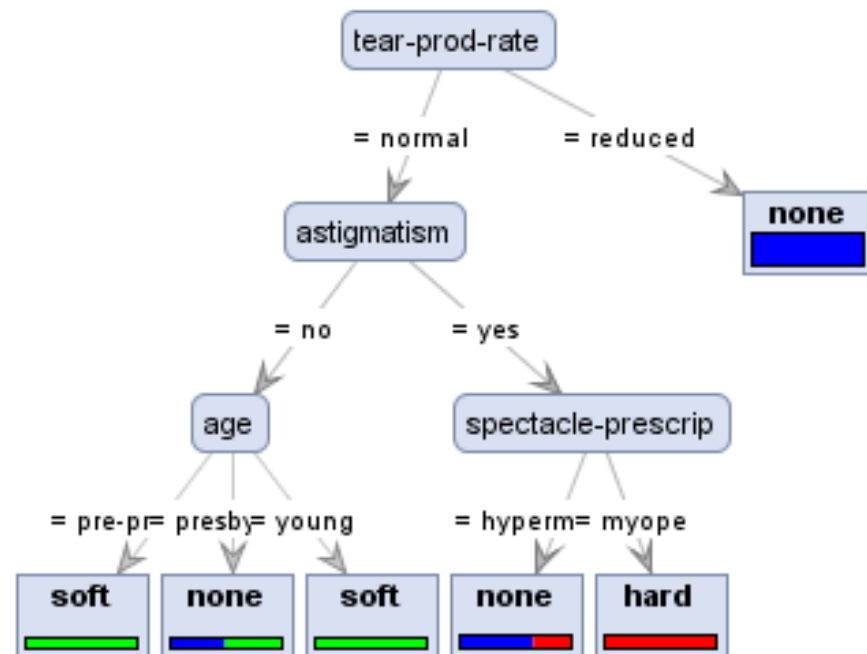 tear-prod-rate
= normal
= reduced
none
astigmatism
= no
= yes
age
spectacle-prescrip
= pre-pr= presby= young
= hyperm= myope
soft
none
soft
none
hard